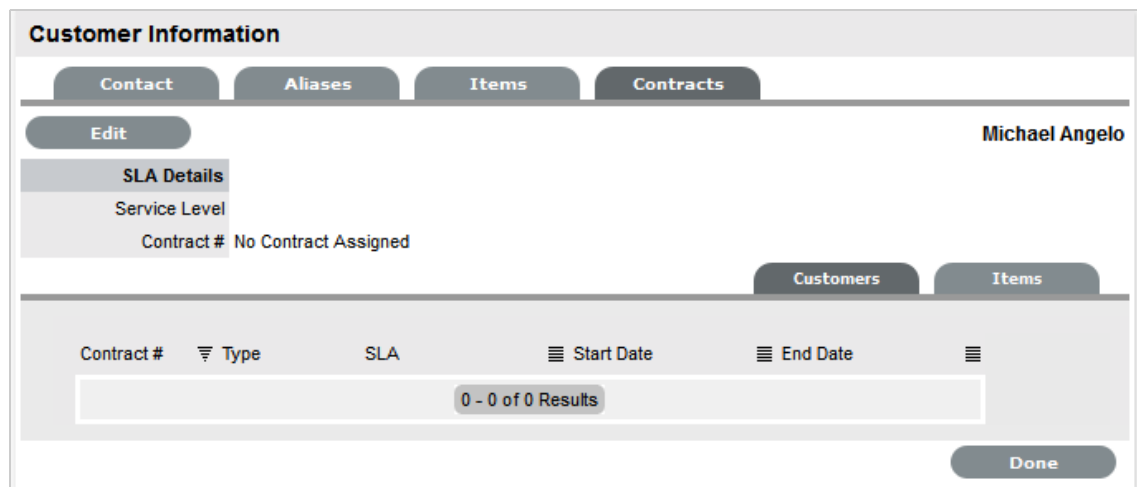 Customer Information
Contact Aliases Items Contracts
Edit Michael Angelo
SLA Details
Service Level
Contract # No Contract Assigned
Customers Items
Contract # Type SLA Start Date End Date
0 - 0 of 0 Results
Done